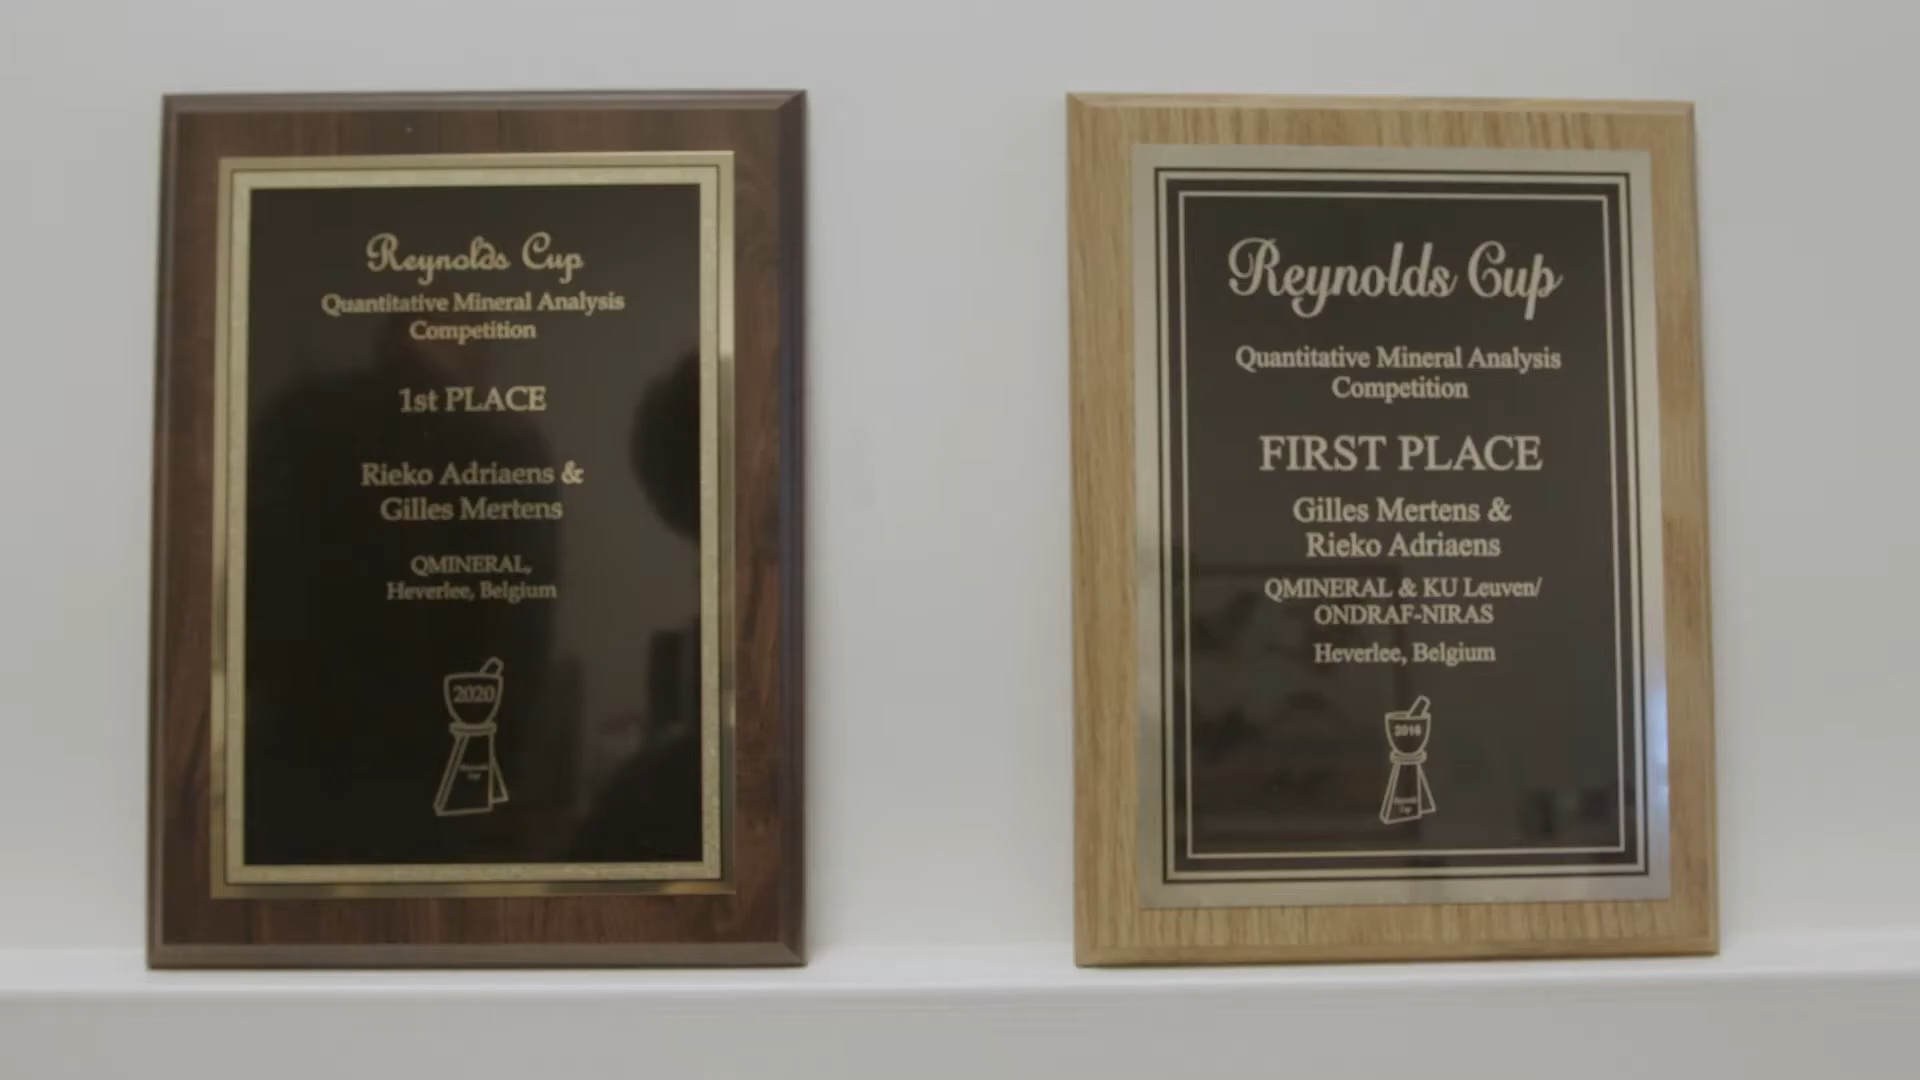 Reynolds Cup
Quantitative Mineral Analysis
Competition
1st PLACE
Rieko Adriaens &
Gilles Mertens
QMINERAL,
Heverlee, Belgium
2020
Reynolds Cup
Quantitative Mineral Analysis
Competition
FIRST PLACE
Gilles Mertens &
Rieko Adriaens
QMINERAL & KU Leuven/
ONDRAF-NIRAS
Heverlee, Belgium